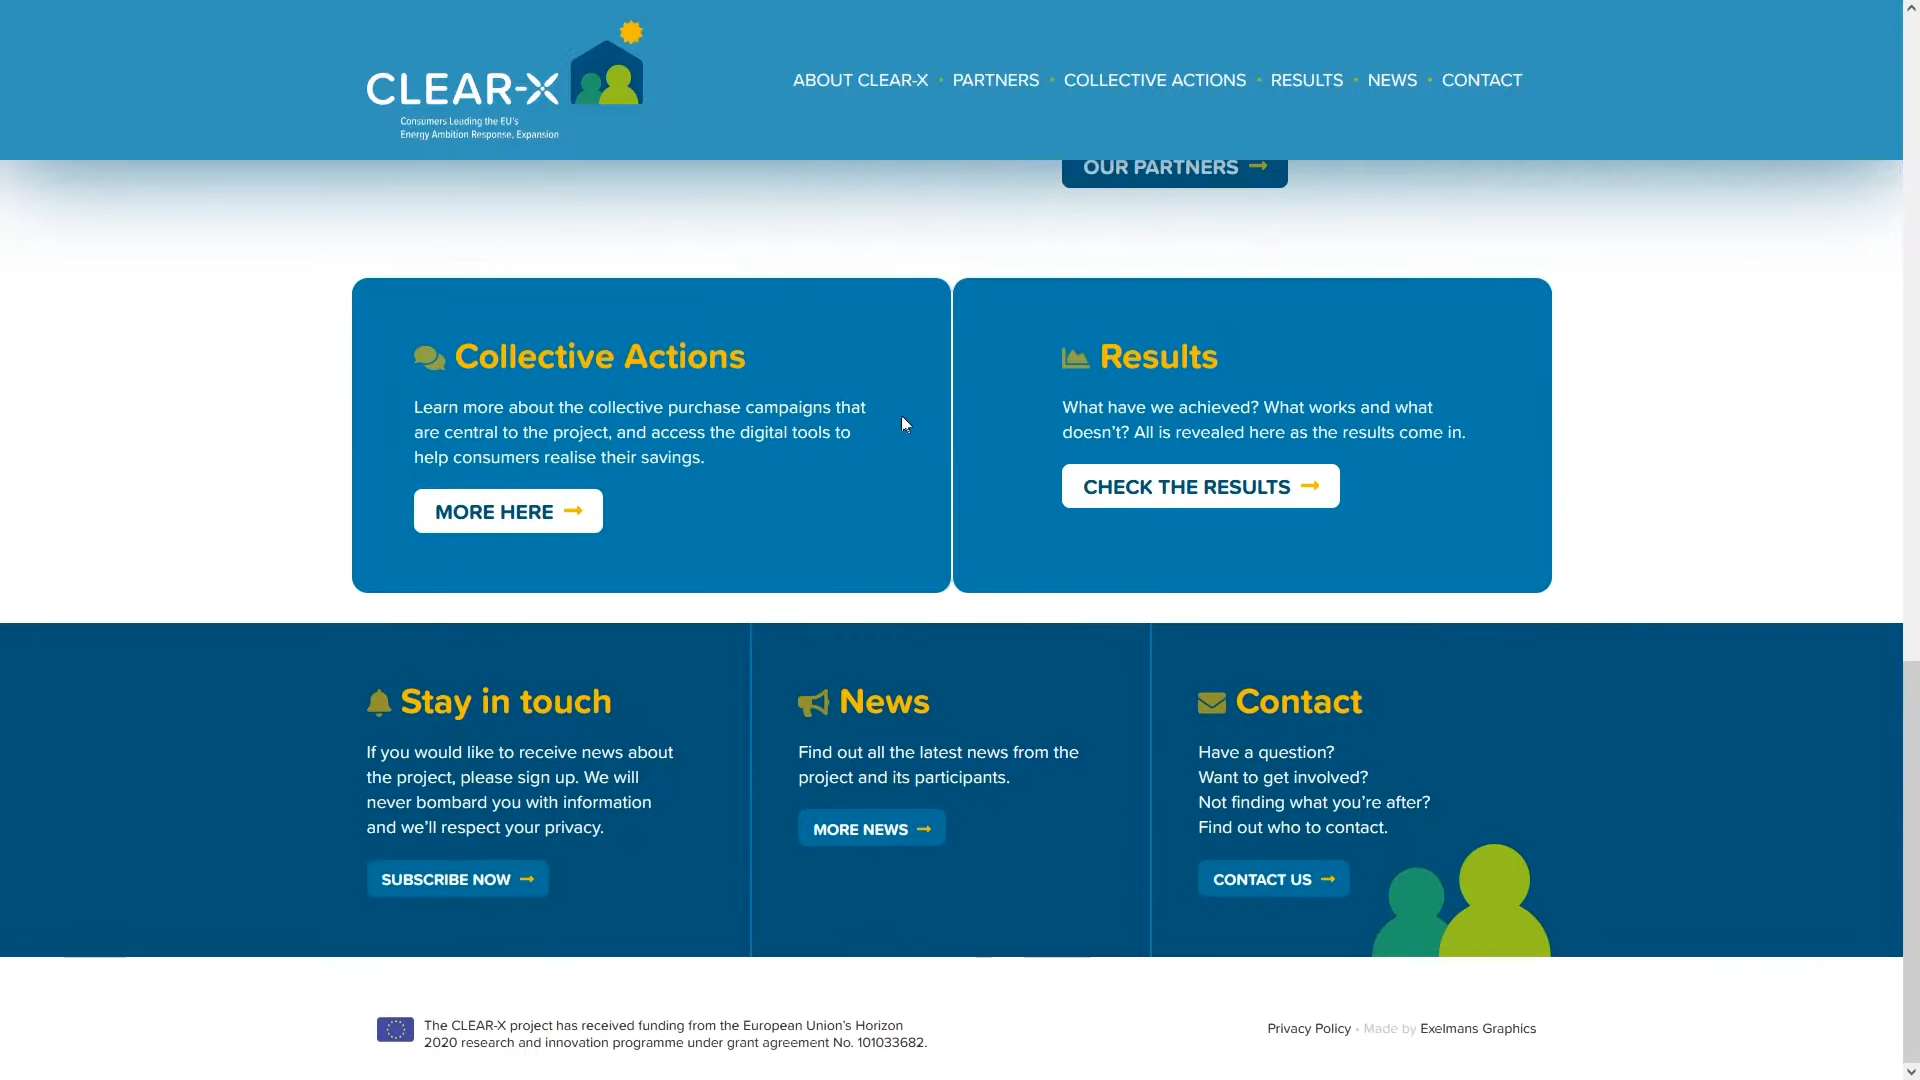 CLEAR-X
Consumers Leading the EU's
Energy Ambition Response, Expansion
ABOUT CLEAR-X • PARTNERS • COLLECTIVE ACTIONS • RESULTS • NEWS • CONTACT
OUR PARTNERS
Collective Actions
Learn more about the collective purchase campaigns that
are central to the project, and access the digital tools to
help consumers realise their savings.
MORE HERE
Results
What have we achieved? What works and what
doesn't? All is revealed here as the results come in.
CHECK THE RESULTS
Stay in touch
If you would like to receive news about
the project, please sign up. We will
never bombard you with information
and we'll respect your privacy.
SUBSCRIBE NOW
News
Find out all the latest news from the
project and its participants.
MORE NEWS
Contact
Have a question?
Want to get involved?
Not finding what you're after?
Find out who to contact.
CONTACT US
The CLEAR-X project has received funding from the European Union's Horizon
2020 research and innovation programme under grant agreement No. 101033682.
Privacy Policy • Made by Exelmans Graphics